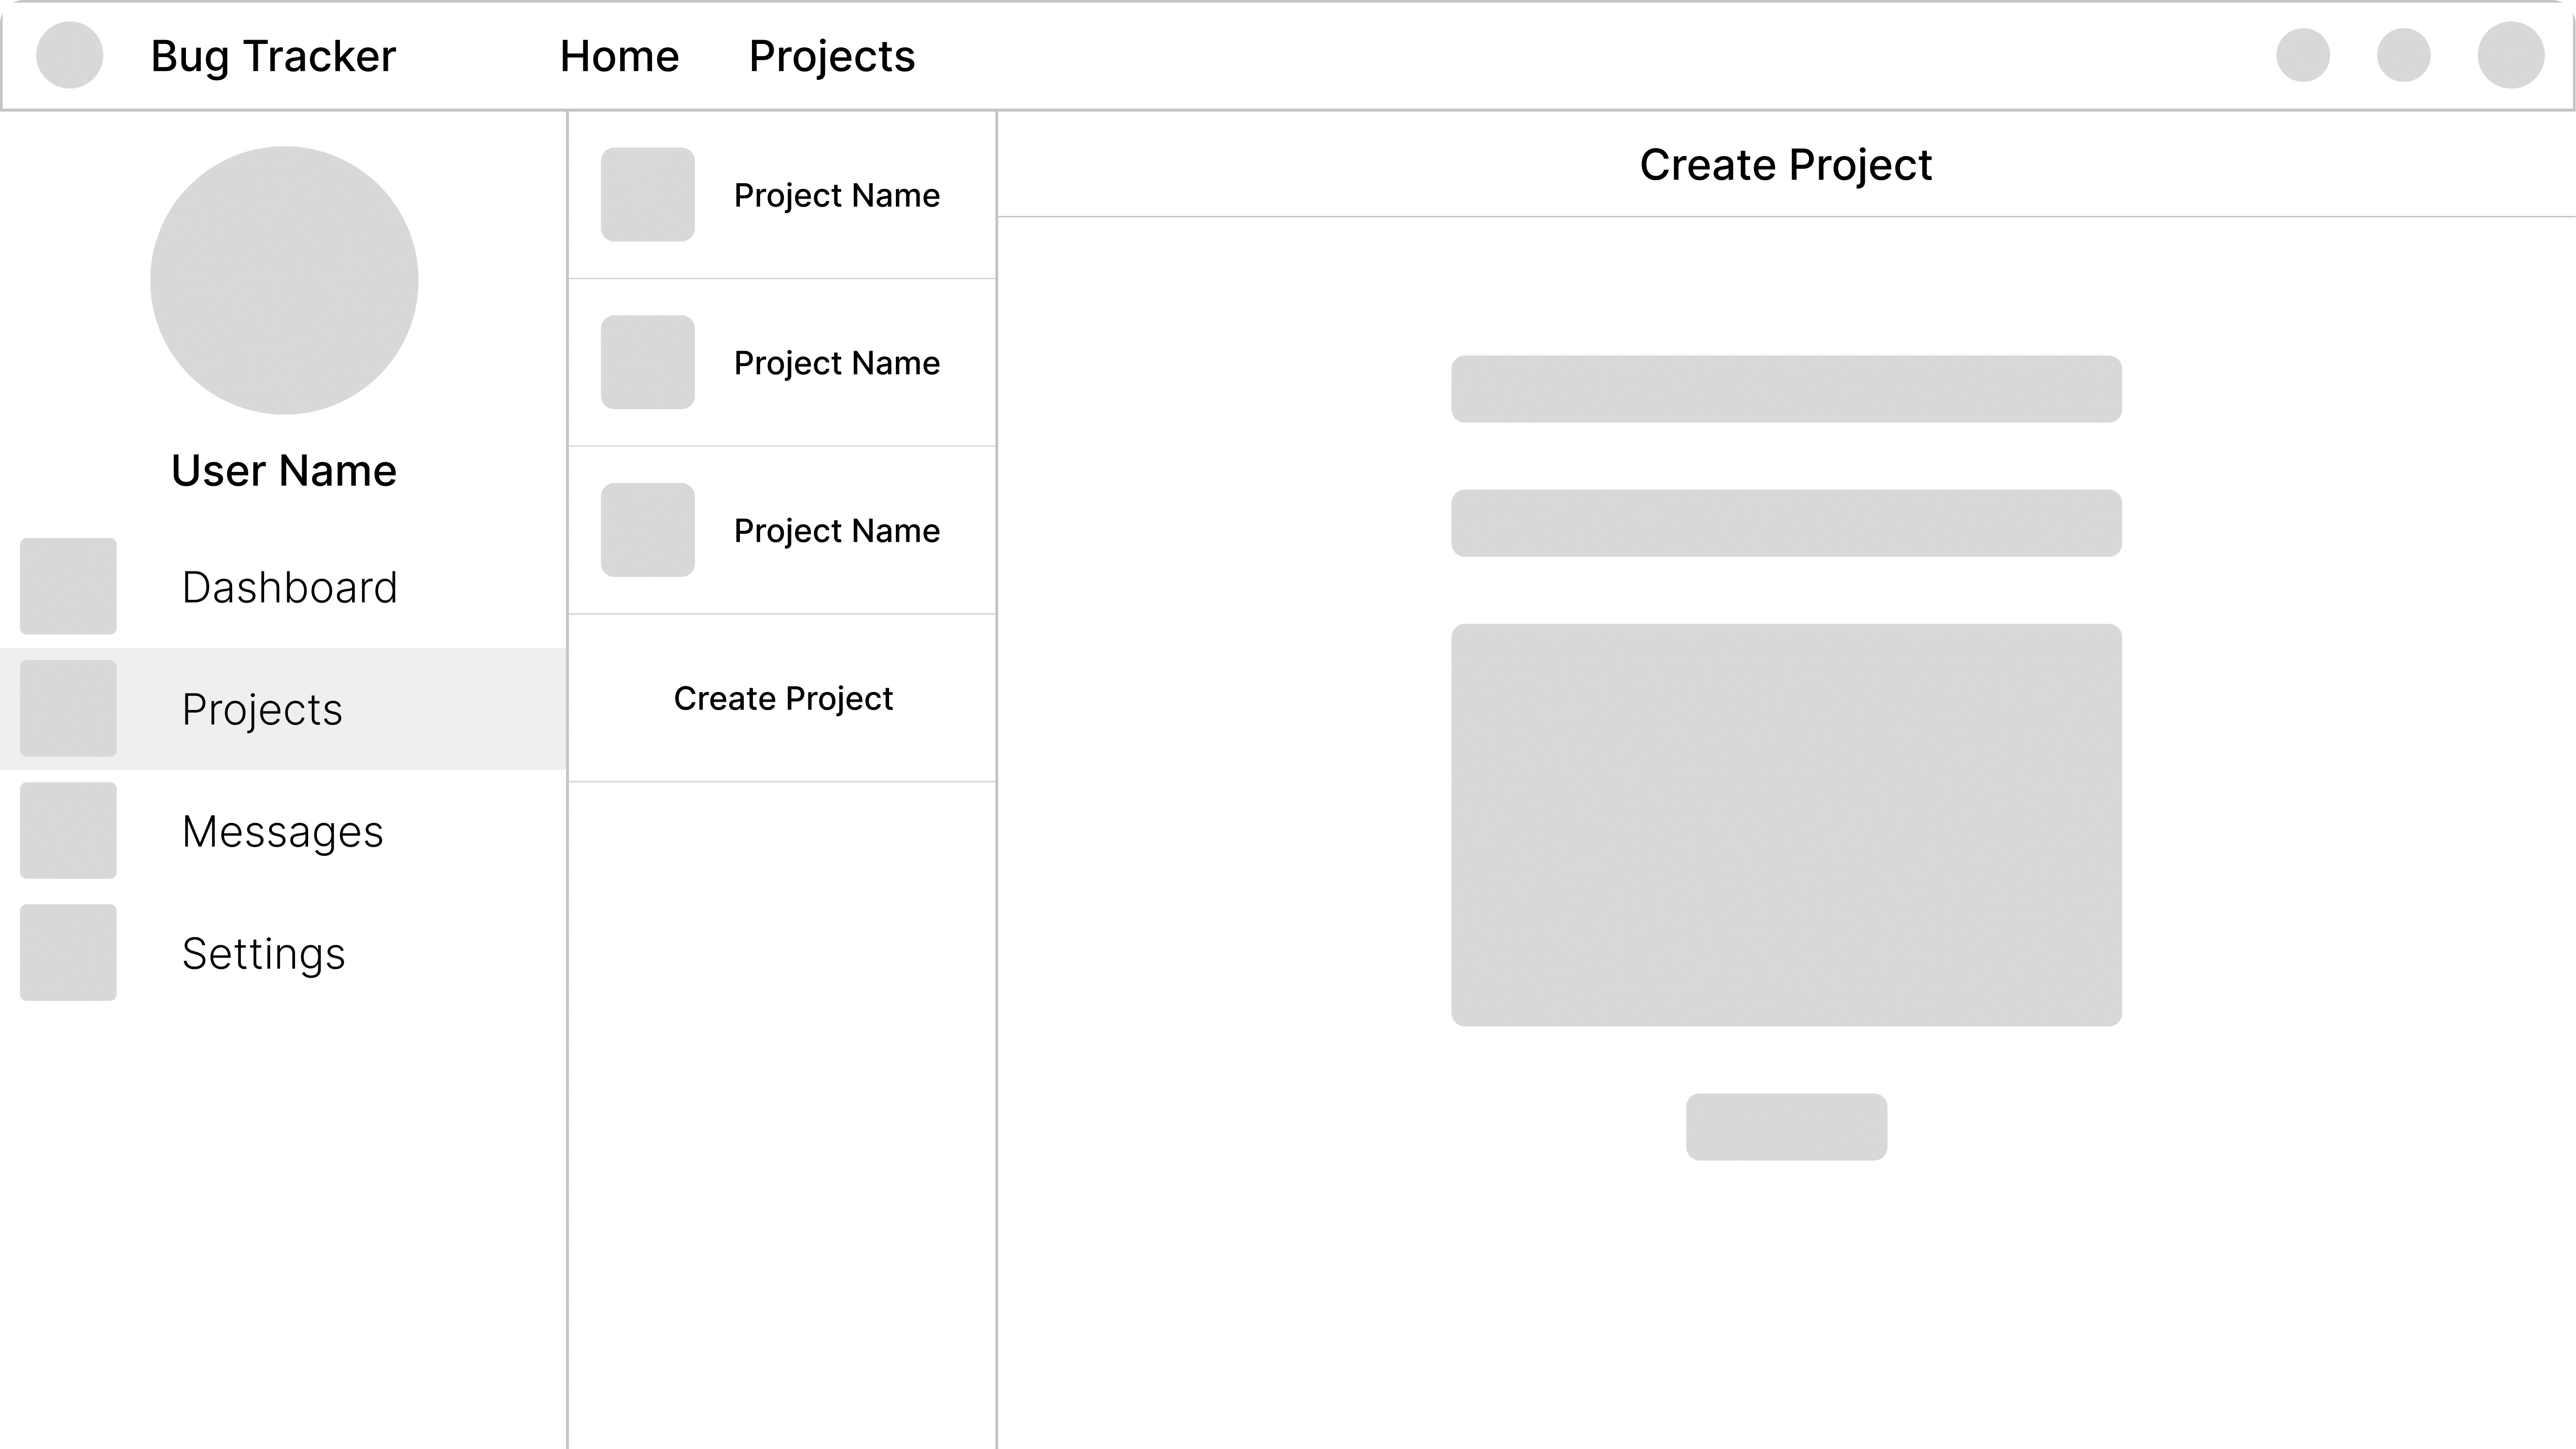 Bug Tracker
Home
Projects
User Name
Dashboard
Projects
Messages
Settings
Project Name
Project Name
Project Name
Create Project
Create Project